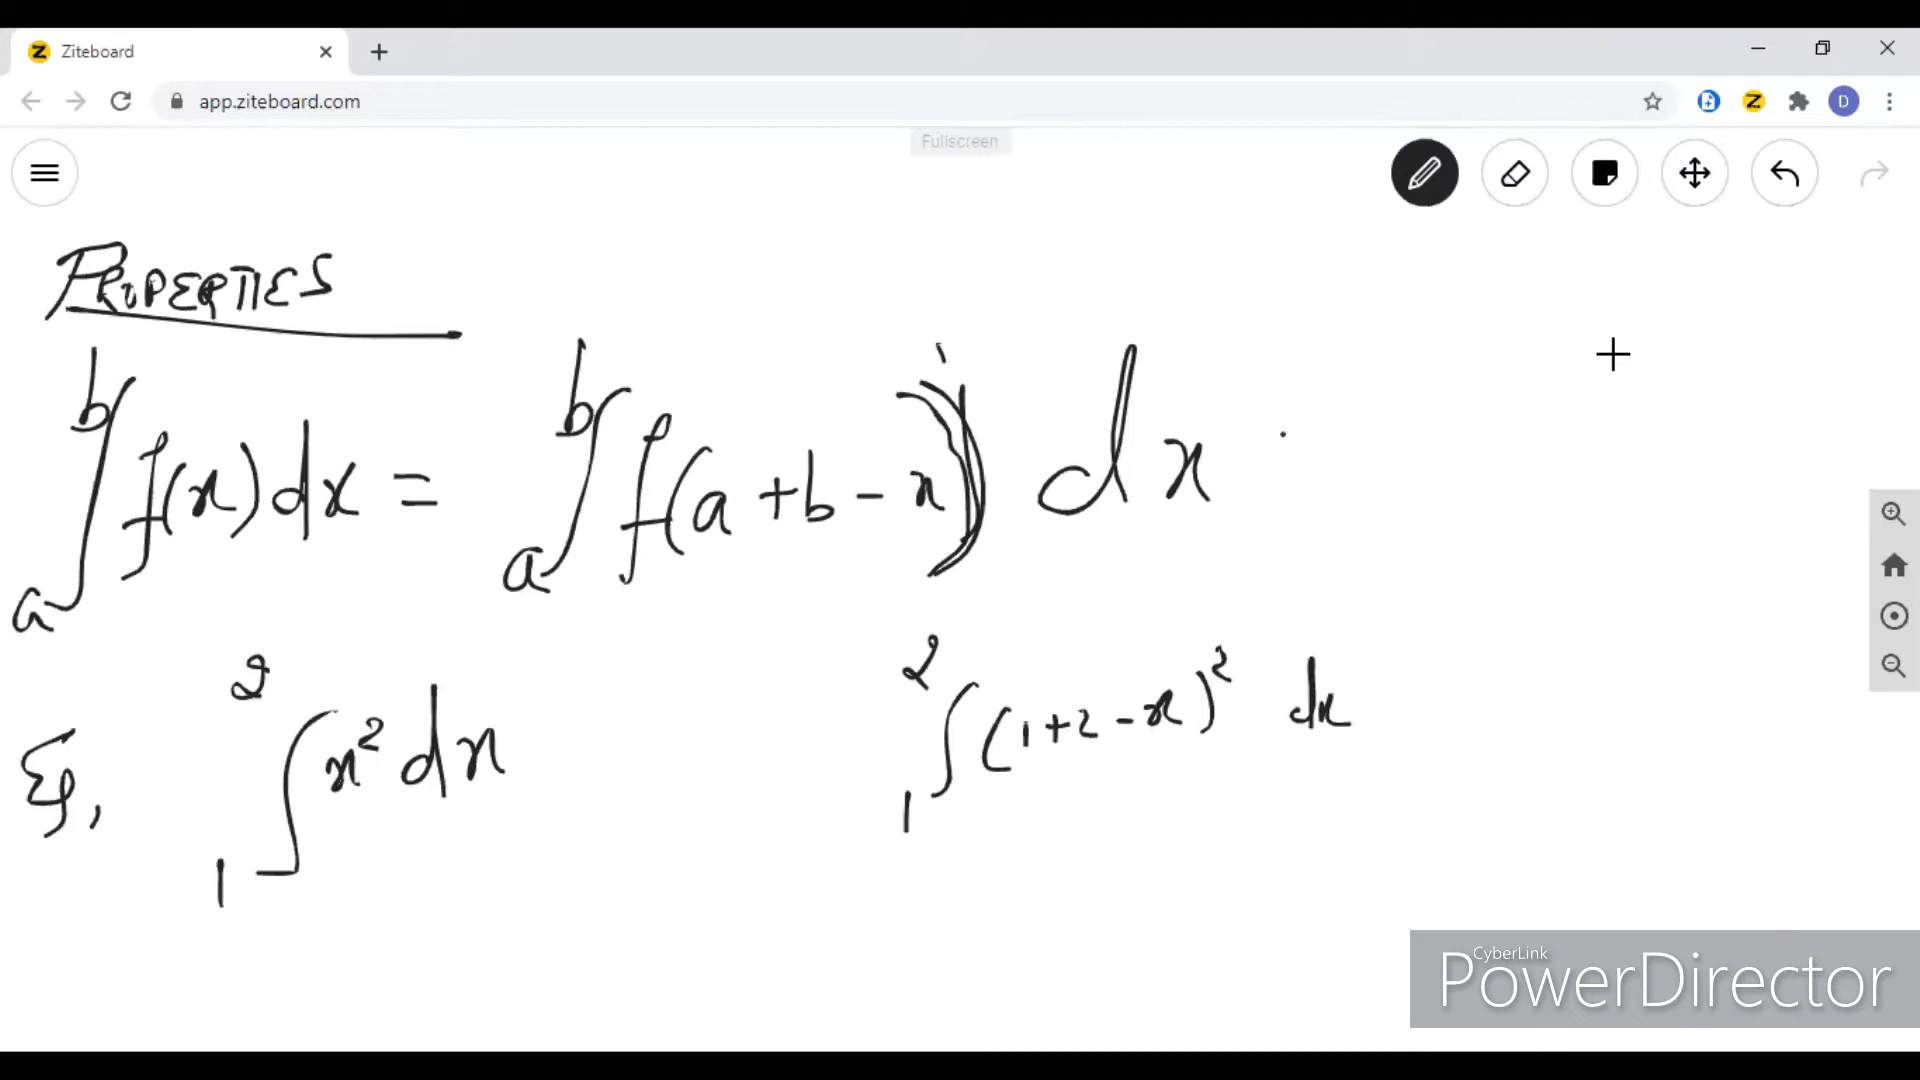 Ziteboard
app.ziteboard.com
D
Fullscreen
PROPERTIES
∫_a^b f(x)dx = ∫_a^b f(a+b-x) dx
Eg, ∫_1^2 x² dx ∫_1^2 (1+2-x)² dx
CyberLink
PowerDirector